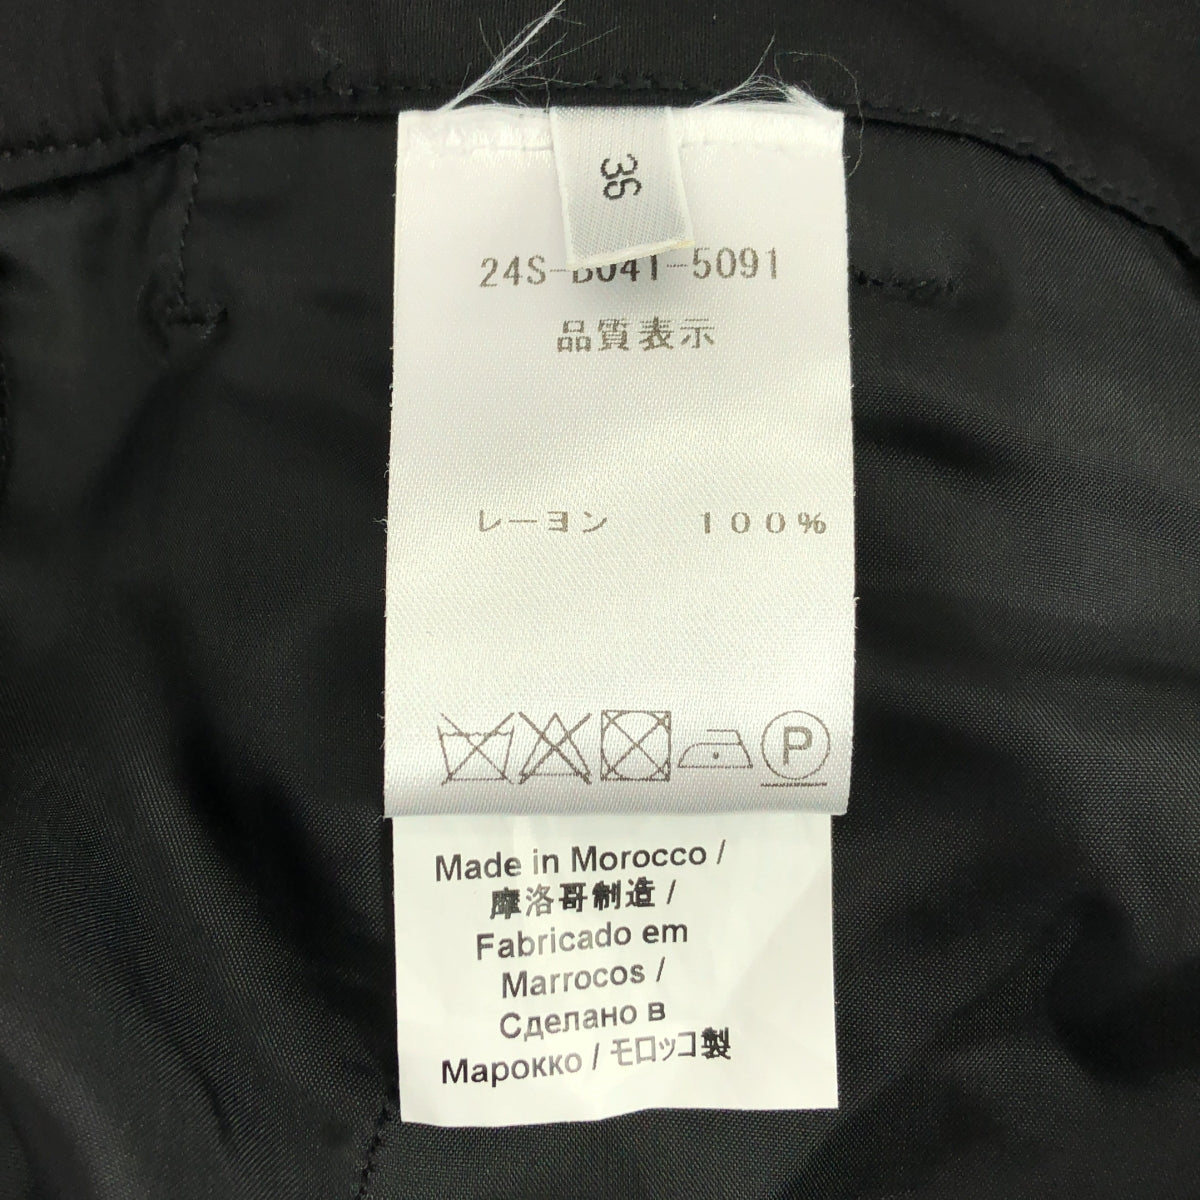 36
24S-B041-5091
品質表示
レーヨン 100%
P
Made in Morocco /
摩洛哥制造 /
Fabricado em
Marrocos /
Сделано в
Марокко / モロッコ製